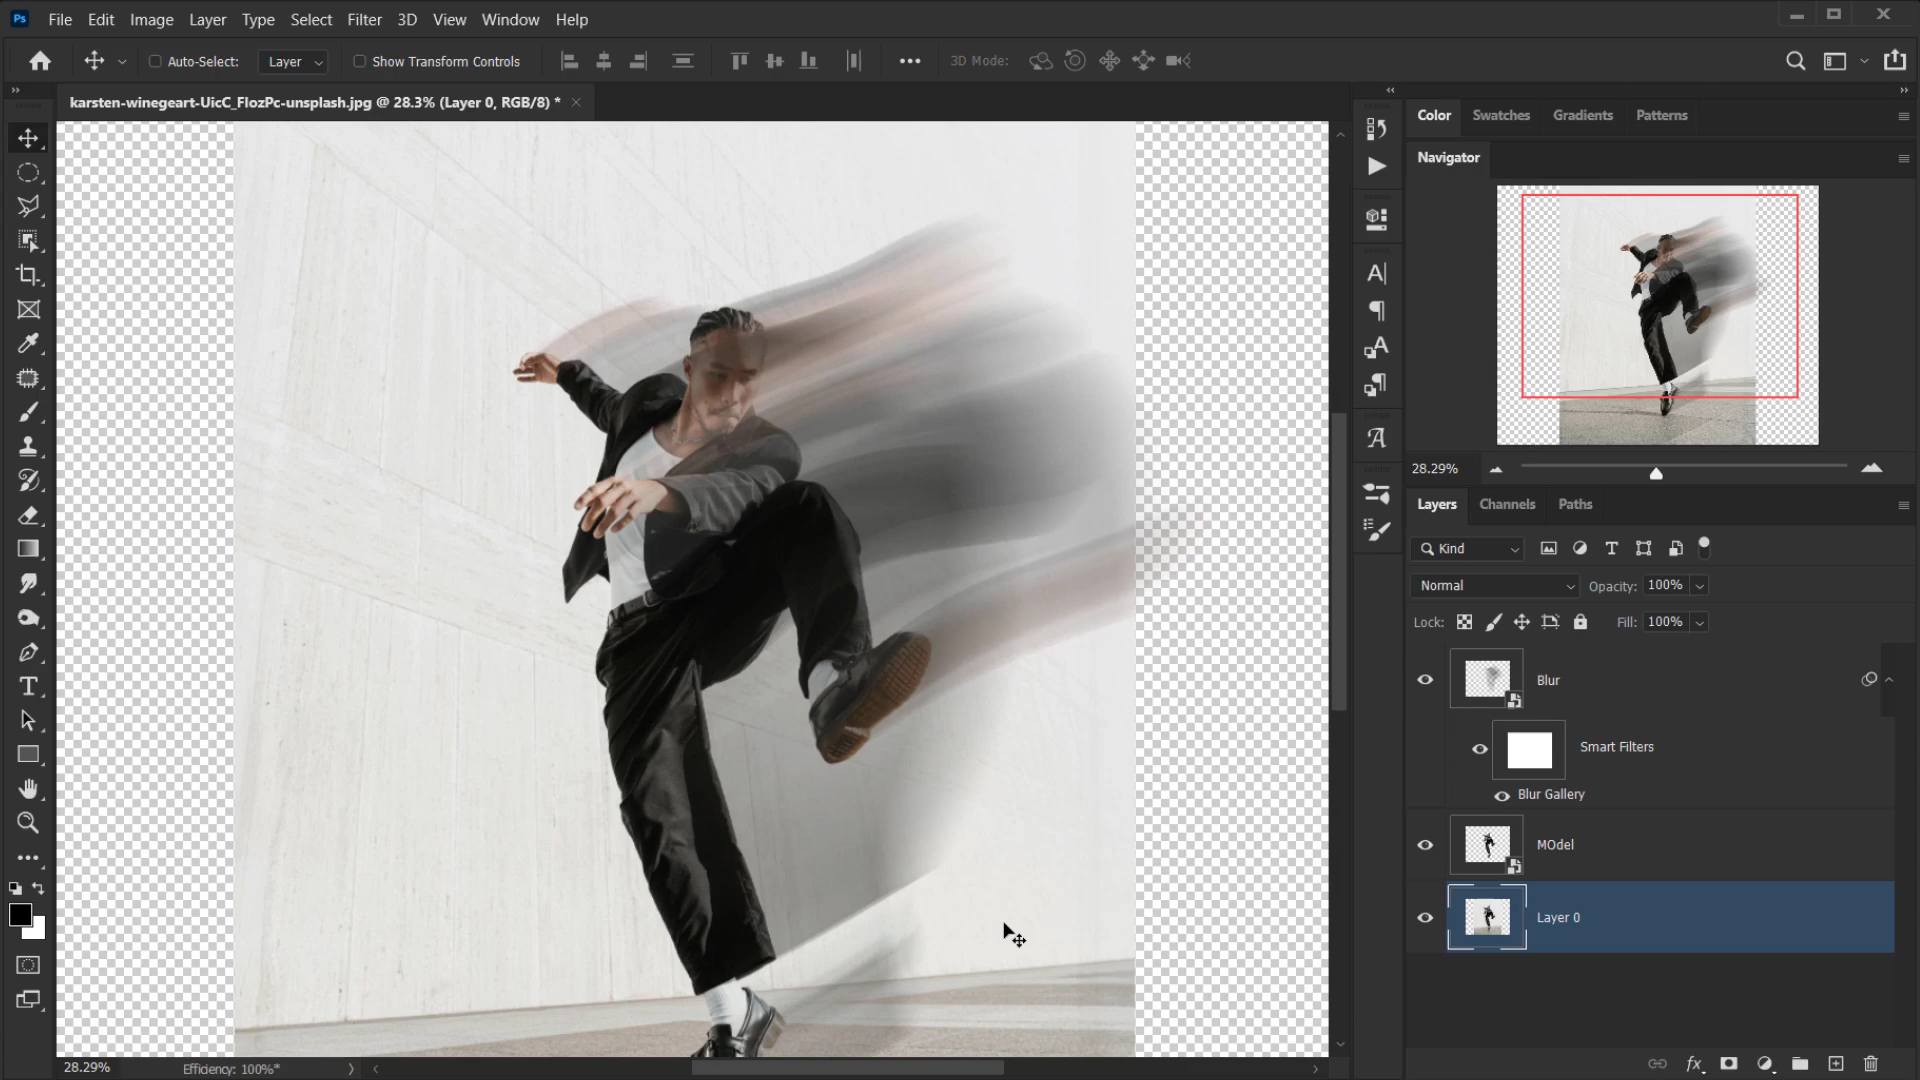 Ps File Edit Image Layer Type Select Filter 3D View Window Help
Auto-Select: Layer Show Transform Controls 3D Mode:
karsten-winegeart-UicC_FlozPc-unsplash.jpg @ 28.3% (Layer 0, RGB/8) *
Color Swatches Gradients Patterns
Navigator
28.29%
Layers Channels Paths
Kind
Normal Opacity: 100%
Lock: Fill: 100%
Blur
Smart Filters
Blur Gallery
MOdel
Layer 0
fx
28.29% Efficiency: 100%*